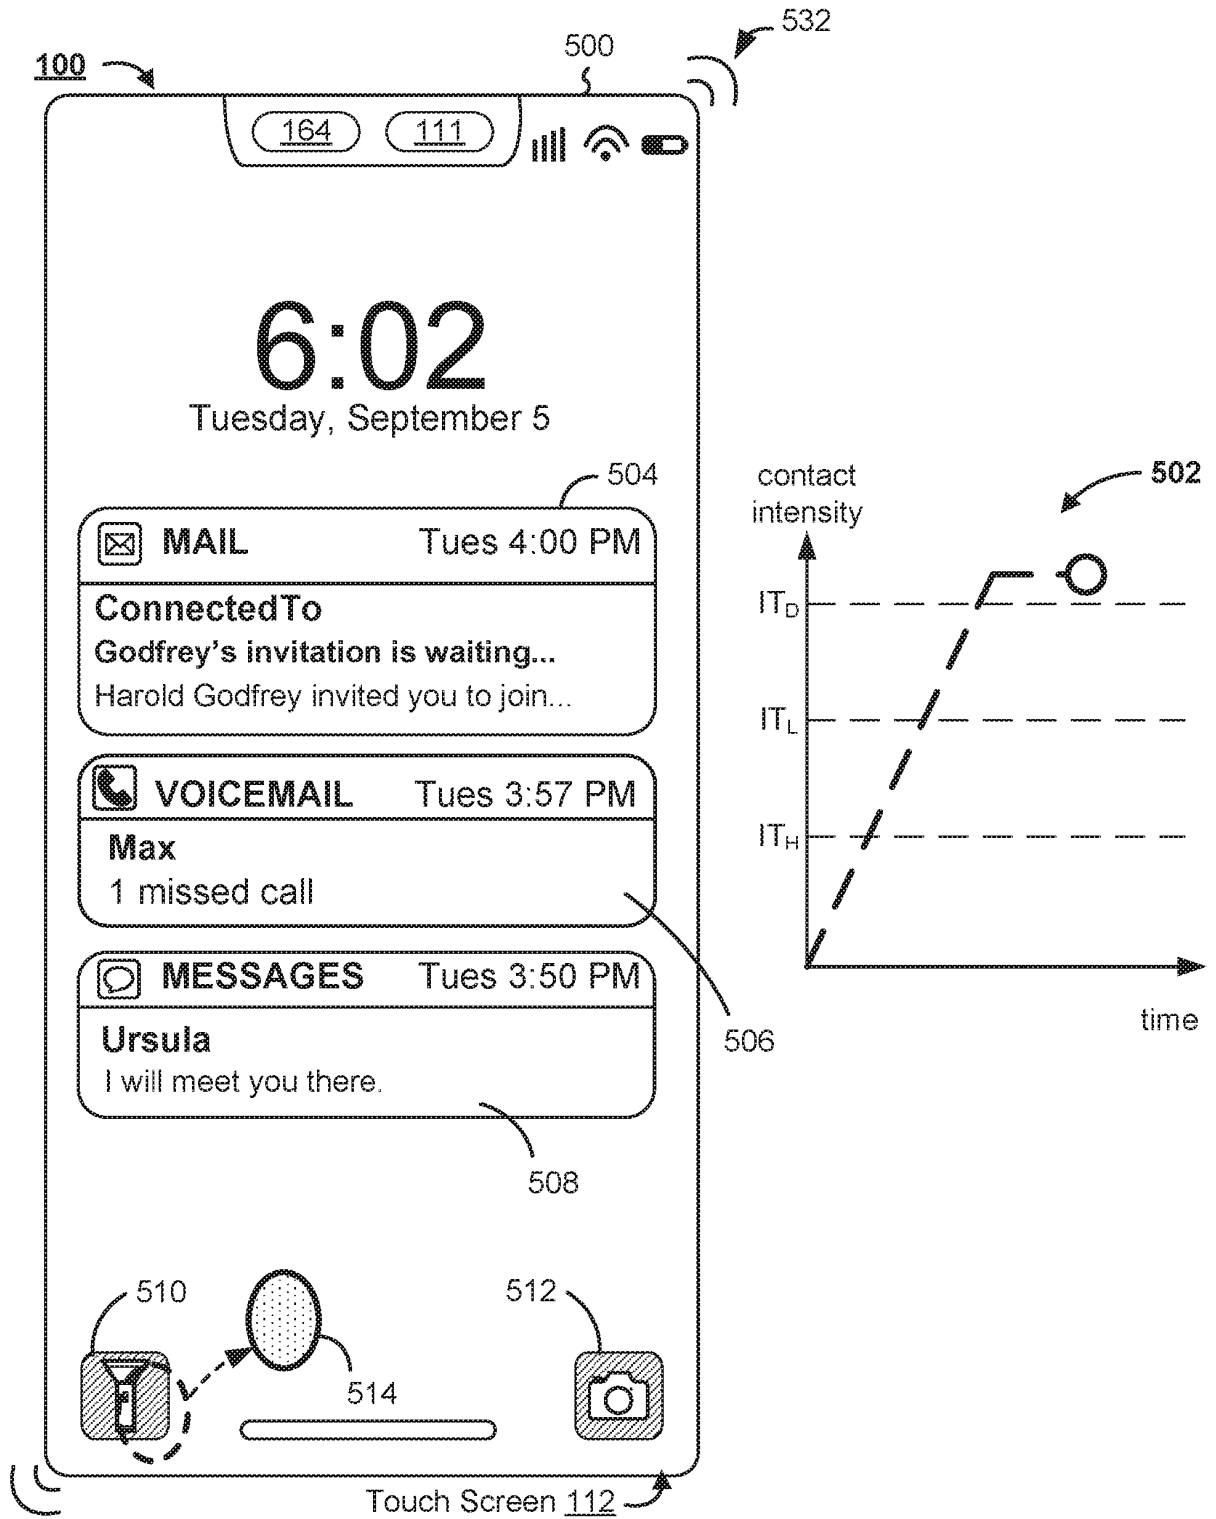 532
500
100
164
111
6:02
Tuesday, September 5
504
MAIL Tues 4:00 PM
ConnectedTo
Godfrey's invitation is waiting...
Harold Godfrey invited you to join...
VOICEMAIL Tues 3:57 PM
Max
1 missed call
506
MESSAGES Tues 3:50 PM
Ursula
I will meet you there.
508
510
512
514
Touch Screen 112
contact
intensity
502
IT_D
IT_L
IT_H
time